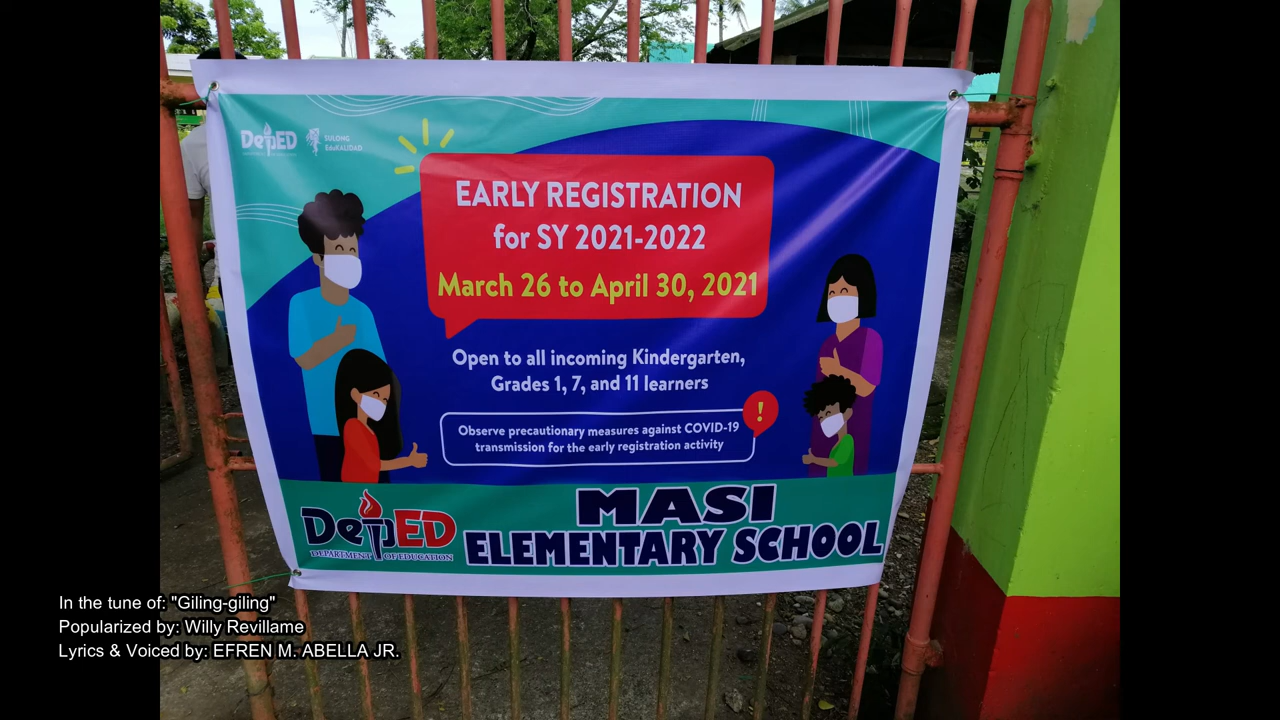 DepED
SULONG
EduKALIDAD
EARLY REGISTRATION
for SY 2021-2022
March 26 to April 30, 2021
Open to all incoming Kindergarten,
Grades 1, 7, and 11 learners
!
Observe precautionary measures against COVID-19
transmission for the early registration activity
DepED
DEPARTMENT OF EDUCATION
MASI
ELEMENTARY SCHOOL
In the tune of: "Giling-giling"
Popularized by: Willy Revillame
Lyrics & Voiced by: EFREN M. ABELLA JR.